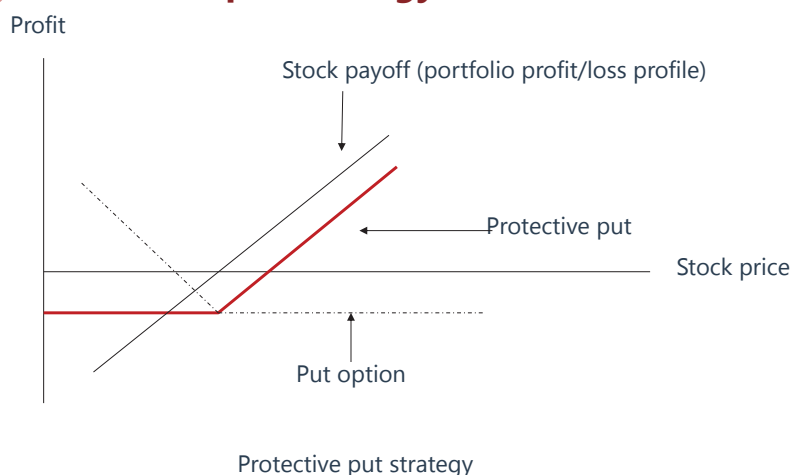 Profit
Stock payoff (portfolio profit/loss profile)
Protective put
Stock price
Put option
Protective put strategy